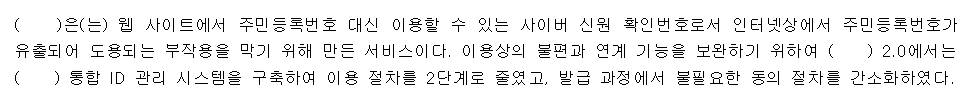 (    )은(는) 웹 사이트에서 주민등록번호 대신 이용할 수 있는 사이버 신원 확인번호로서 인터넷상에서 주민등록번호가
유출되어 도용되는 부작용을 막기 위해 만든 서비스이다. 이용상의 불편과 연계 기능을 보완하기 위하여 (    ) 2.0에서는
(    ) 통합 ID 관리 시스템을 구축하여 이용 절차를 2단계로 줄였고, 발급 과정에서 불필요한 동의 절차를 간소화하였다.